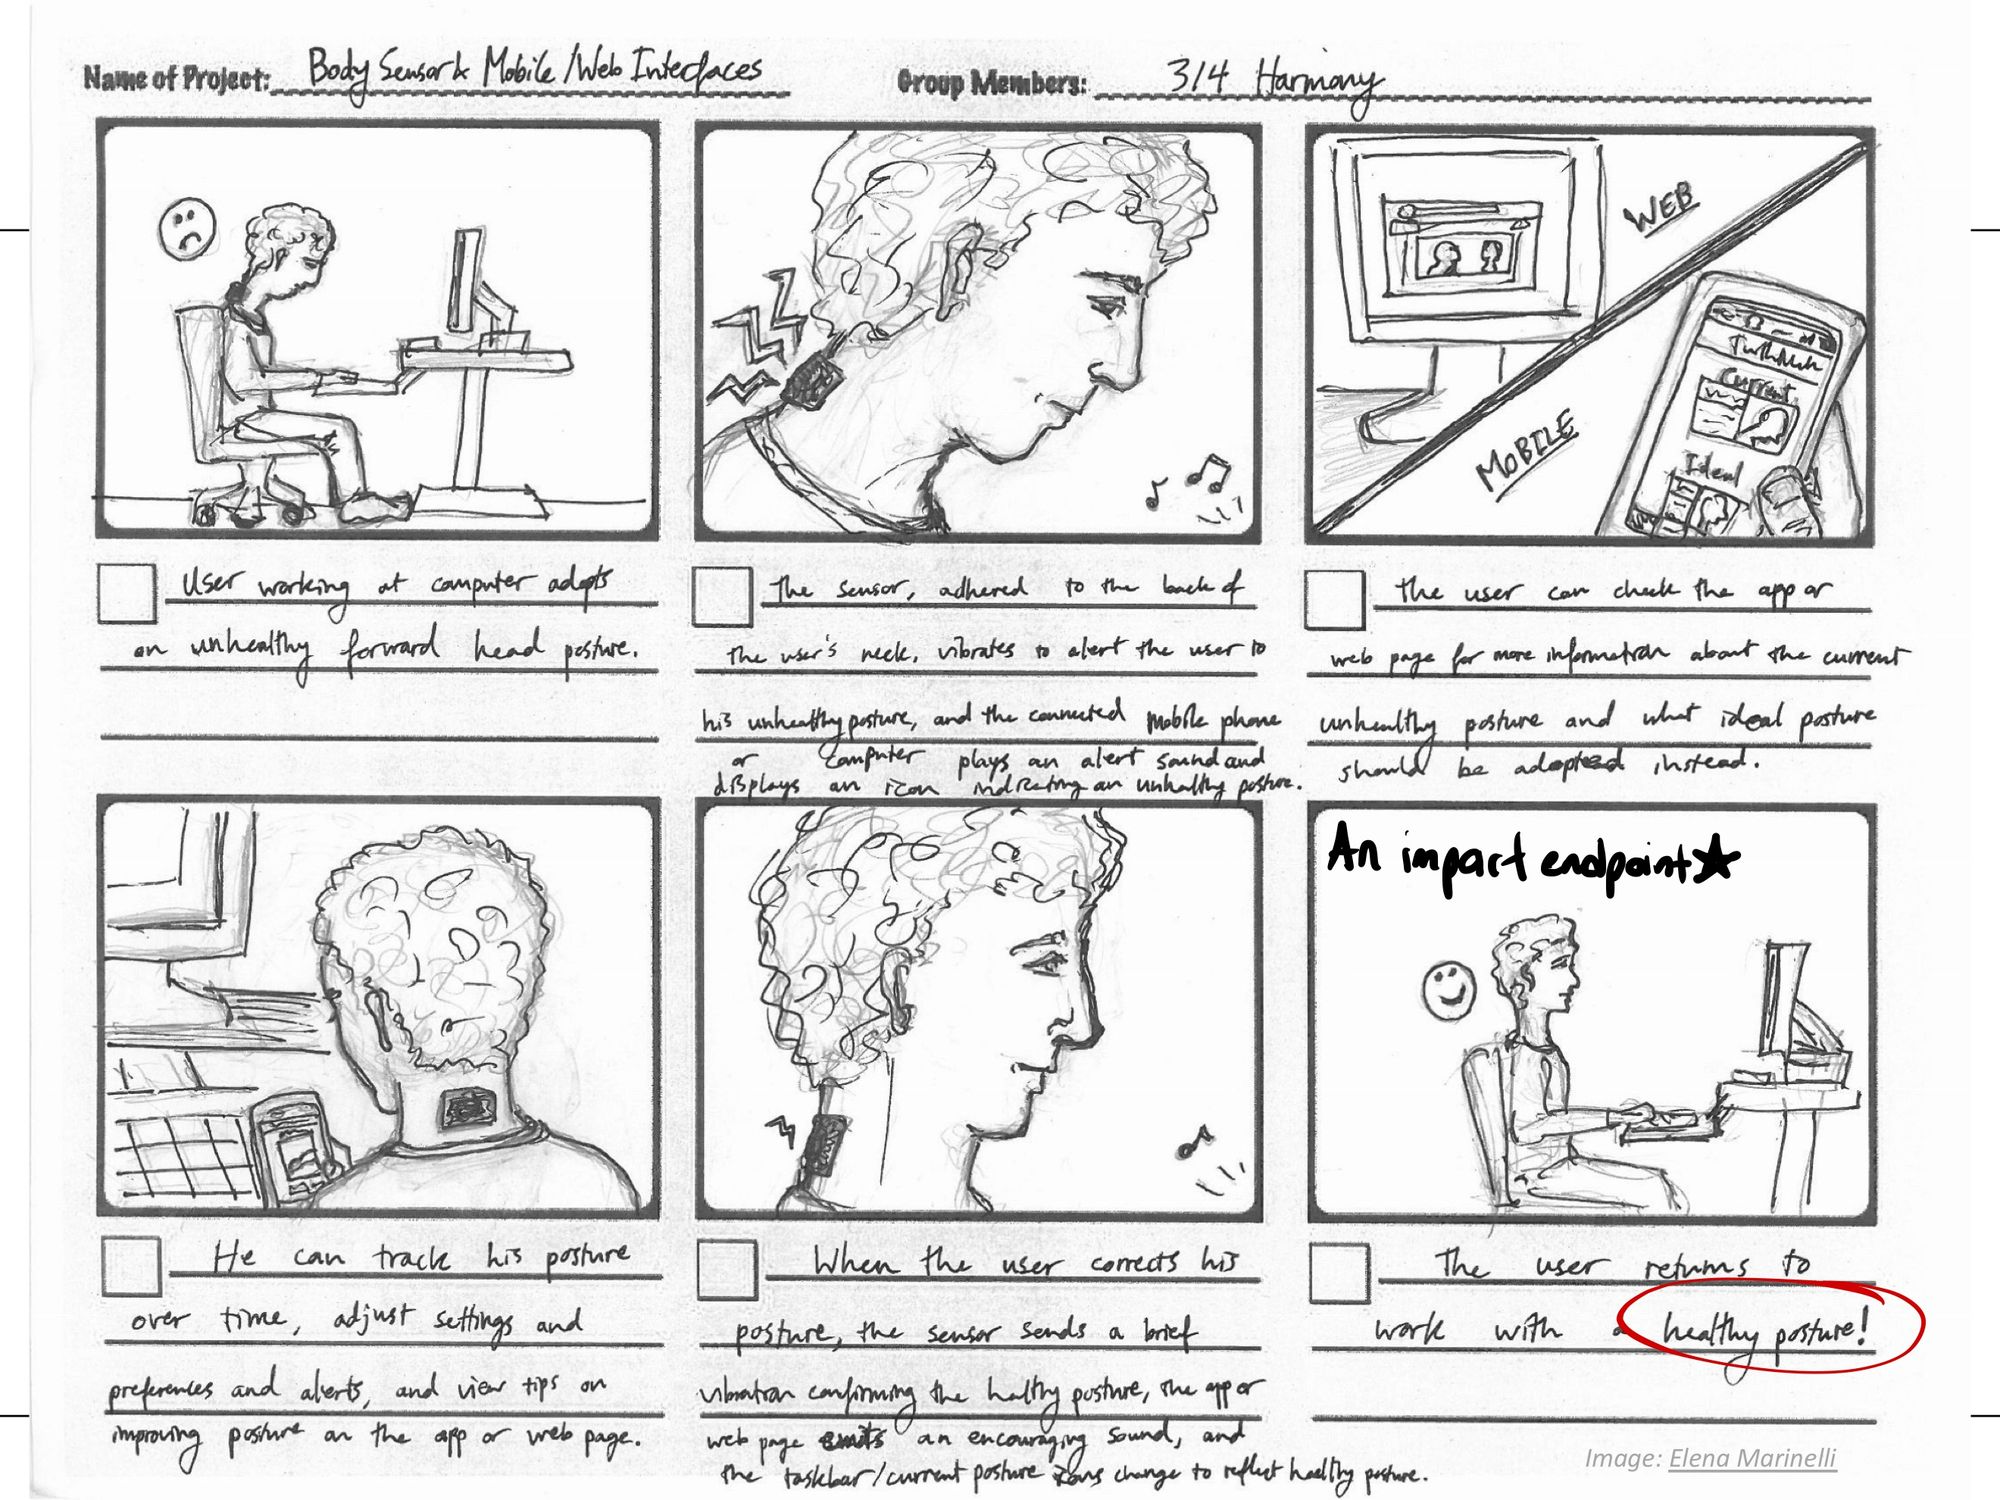 Name of Project: Body Sensor & Mobile/Web Interfaces
Group Members: 3/4 Harmony
WEB
MOBILE
Current
Ideal
User working at computer adopts
an unhealthy forward head posture.
The sensor, adhered to the back of
the user's neck, vibrates to alert the user to
his unhealthy posture, and the connected mobile phone
or computer plays an alert sound and
displays an icon indicating an unhealthy posture.
The user can check the app or
web page for more information about the current
unhealthy posture and what ideal posture
should be adopted instead.
An impact endpoint
He can track his posture
over time, adjust settings and
preferences and alerts, and view tips on
improving posture on the app or web page.
When the user corrects his
posture, the sensor sends a brief
vibration confirming the healthy posture, the app or
web page emits an encouraging sound, and
the taskbar/current posture icons change to reflect healthy posture.
The user returns to
work with a healthy posture!
Image: Elena Marinelli